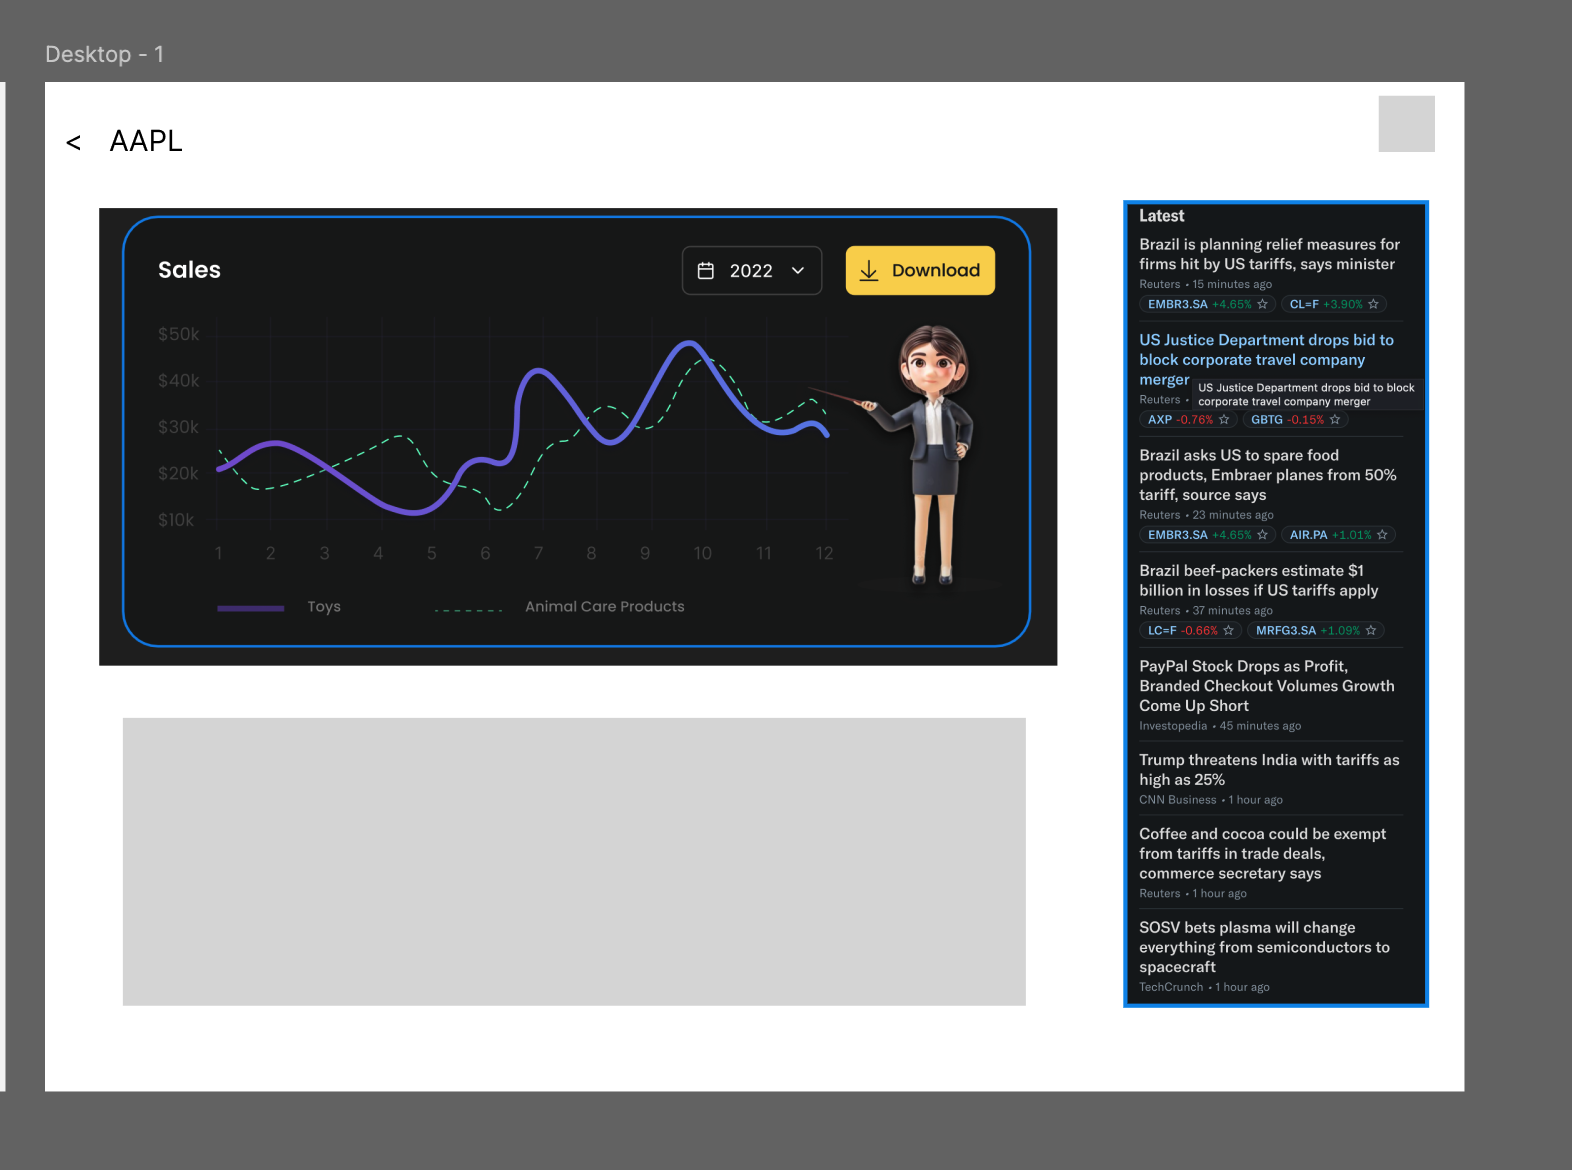 Desktop - 1
< AAPL
Sales
2022
Download
$50k
$40k
$30k
$20k
$10k
1 2 3 4 5 6 7 8 9 10 11 12
Toys
Animal Care Products
Latest
Brazil is planning relief measures for
firms hit by US tariffs, says minister
Reuters • 15 minutes ago
EMBR3.SA +4.65% CL=F +3.90%
US Justice Department drops bid to
block corporate travel company
merger
US Justice Department drops bid to block
corporate travel company merger
Reuters •
AXP -0.76% GBTG -0.15%
Brazil asks US to spare food
products, Embraer planes from 50%
tariff, source says
Reuters • 23 minutes ago
EMBR3.SA +4.65% AIR.PA +1.01%
Brazil beef-packers estimate $1
billion in losses if US tariffs apply
Reuters • 37 minutes ago
LC=F -0.66% MRFG3.SA +1.09%
PayPal Stock Drops as Profit,
Branded Checkout Volumes Growth
Come Up Short
Investopedia • 45 minutes ago
Trump threatens India with tariffs as
high as 25%
CNN Business • 1 hour ago
Coffee and cocoa could be exempt
from tariffs in trade deals,
commerce secretary says
Reuters • 1 hour ago
SOSV bets plasma will change
everything from semiconductors to
spacecraft
TechCrunch • 1 hour ago